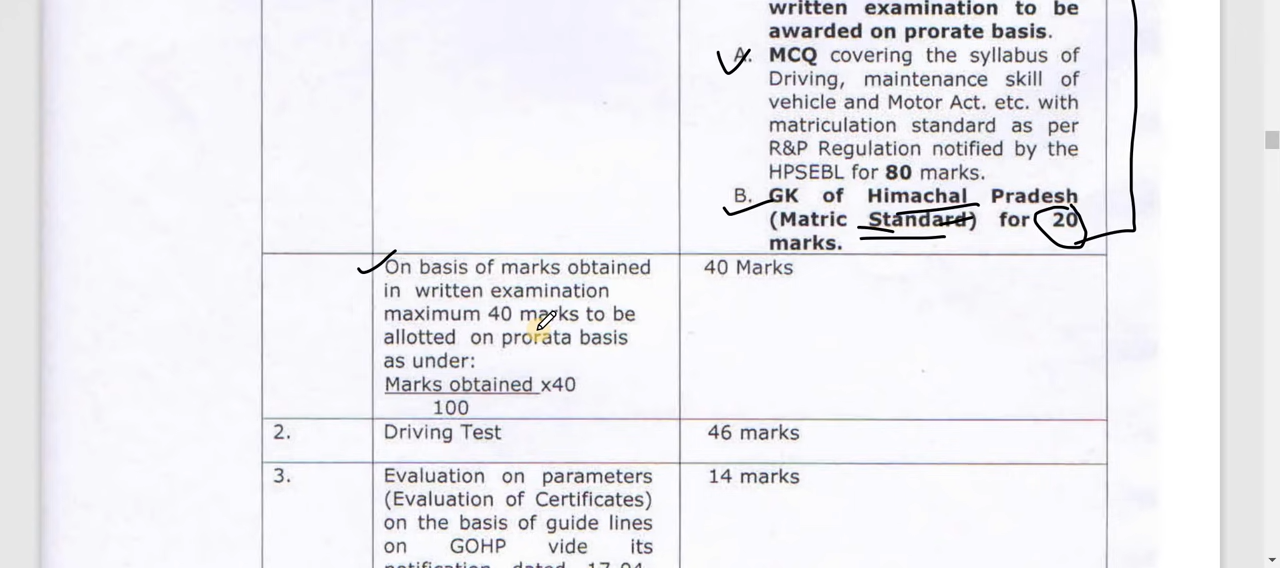 written examination to be
awarded on prorate basis.
A. MCQ covering the syllabus of
Driving, maintenance skill of
vehicle and Motor Act. etc. with
matriculation standard as per
R&P Regulation notified by the
HPSEBL for 80 marks.
B. GK of Himachal Pradesh
(Matric Standard) for 20
marks.
On basis of marks obtained
in written examination
maximum 40 marks to be
allotted on prorata basis
as under:
Marks obtained x40
100
40 Marks
2. Driving Test 46 marks
3. Evaluation on parameters 14 marks
(Evaluation of Certificates)
on the basis of guide lines
on GOHP vide its
notification dated 17-04-